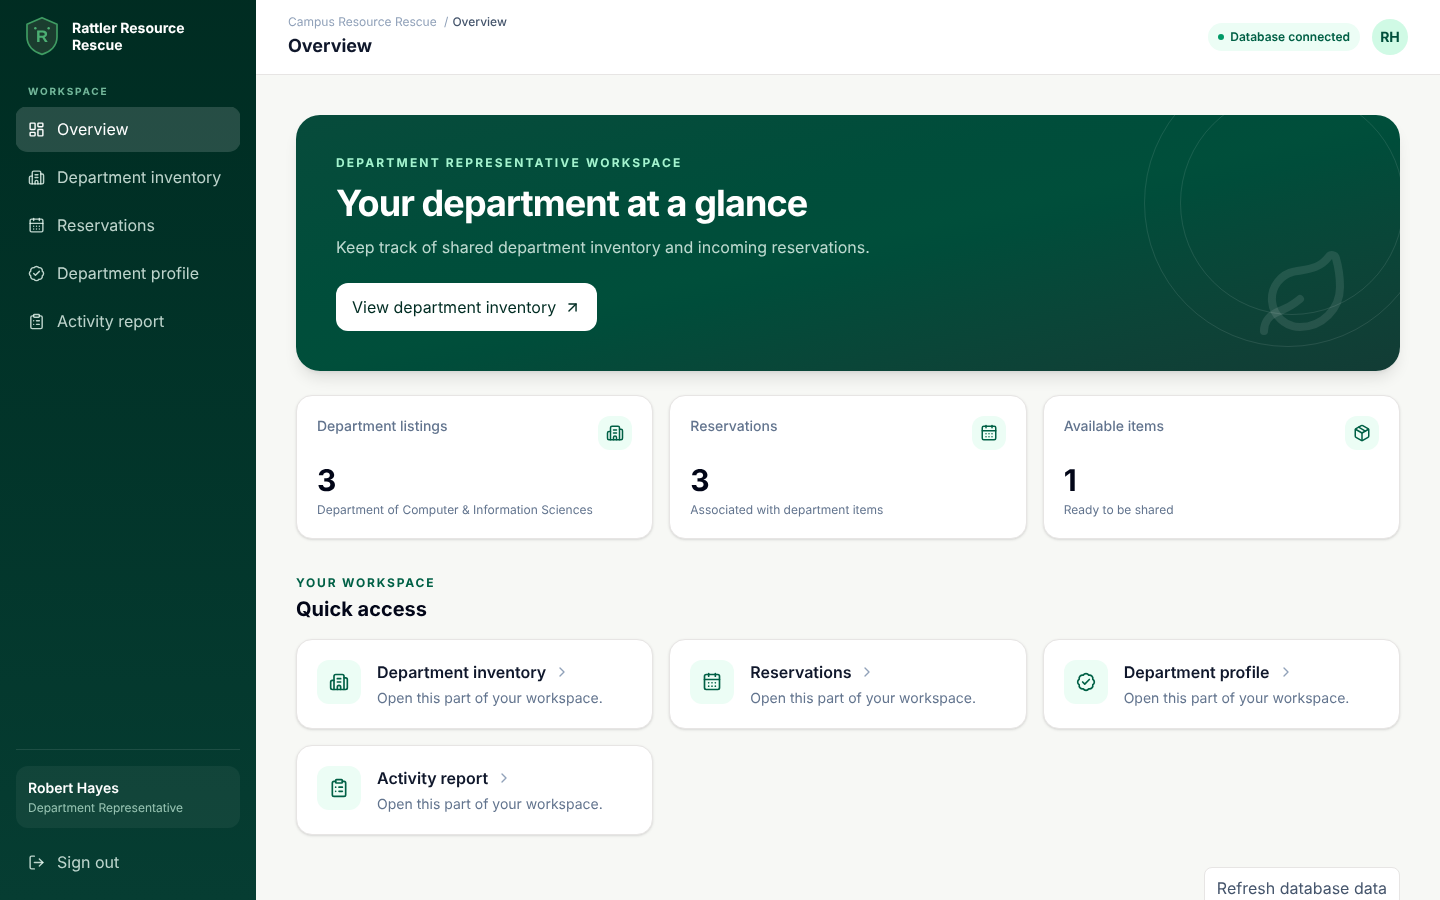 R
Rattler Resource
Rescue
WORKSPACE
Overview
Department inventory
Reservations
Department profile
Activity report
Robert Hayes
Department Representative
Sign out
Campus Resource Rescue / Overview
Overview
Database connected
RH
DEPARTMENT REPRESENTATIVE WORKSPACE
Your department at a glance
Keep track of shared department inventory and incoming reservations.
View department inventory
Department listings
3
Department of Computer & Information Sciences
Reservations
3
Associated with department items
Available items
1
Ready to be shared
YOUR WORKSPACE
Quick access
Department inventory
Open this part of your workspace.
Reservations
Open this part of your workspace.
Department profile
Open this part of your workspace.
Activity report
Open this part of your workspace.
Refresh database data